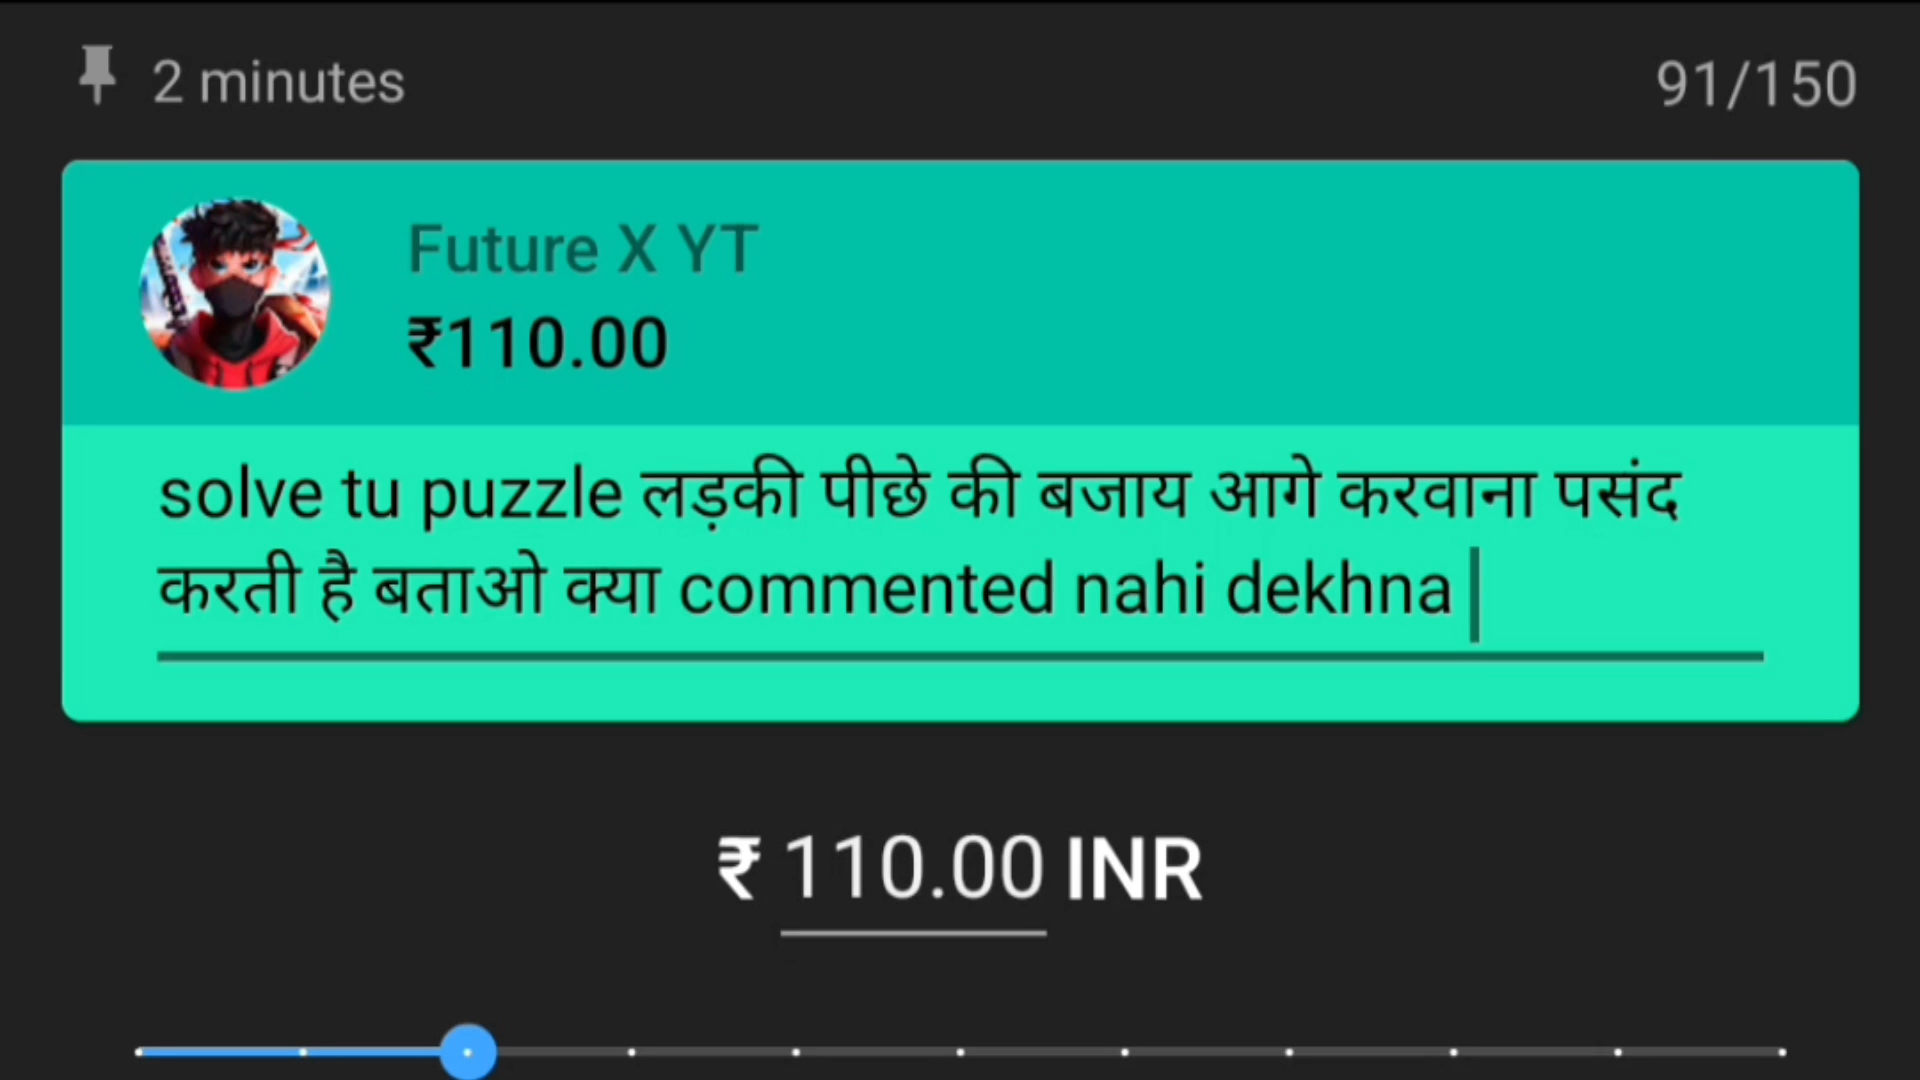 2 minutes
91/150
Future X YT
₹110.00
solve tu puzzle लड़की पीछे की बजाय आगे करवाना पसंद
करती है बताओ क्या commented nahi dekhna
₹ 110.00 INR